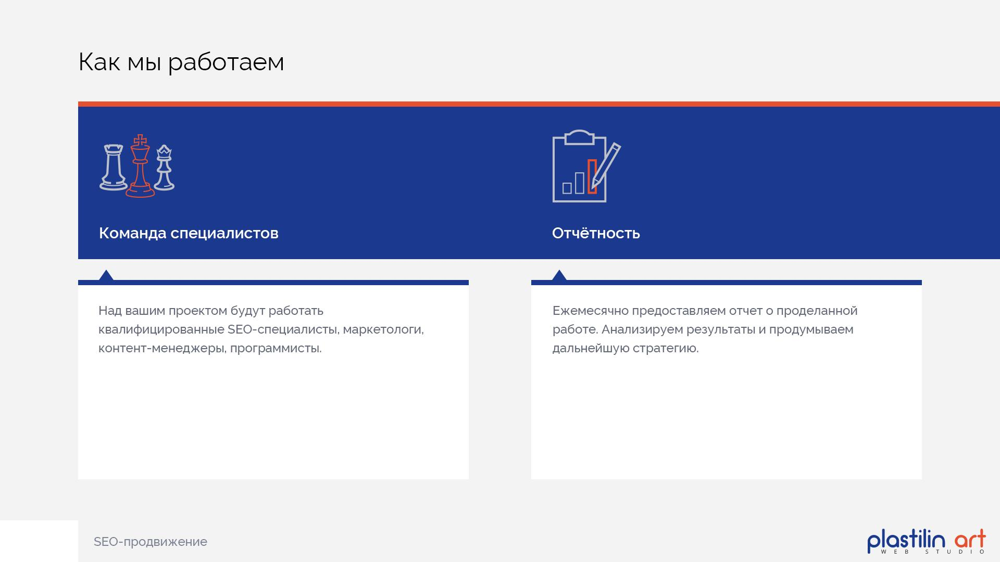 Как мы работаем
Команда специалистов
Отчётность
Над вашим проектом будут работать
квалифицированные SEO-специалисты, маркетологи,
контент-менеджеры, программисты.
Ежемесячно предоставляем отчет о проделанной
работе. Анализируем результаты и продумываем
дальнейшую стратегию.
SEO-продвижение
plastilin art
WEB STUDIO